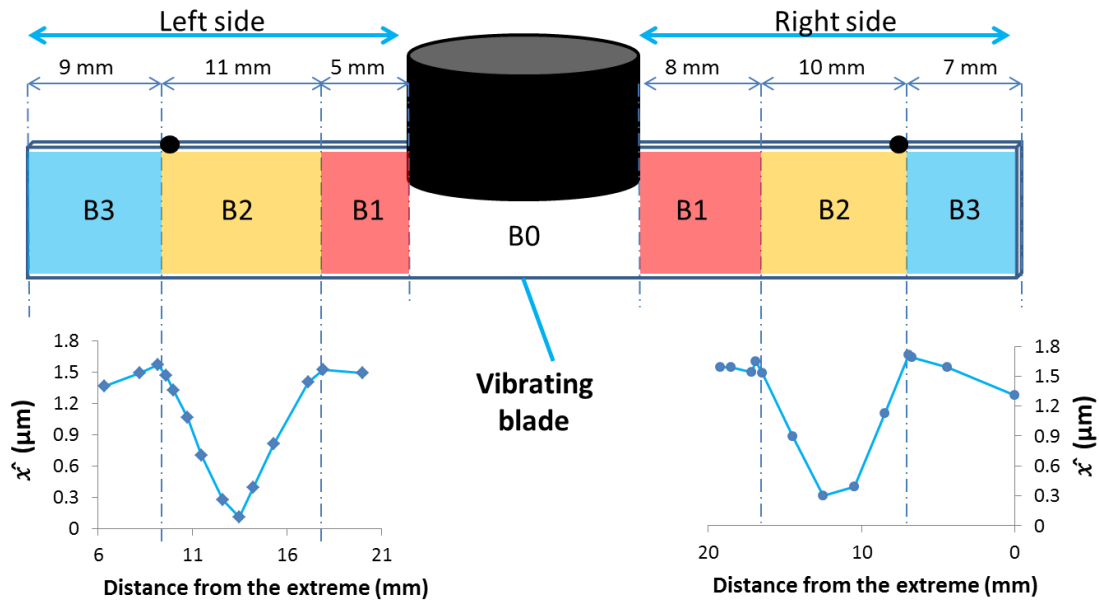 Left side
Right side
9 mm
11 mm
5 mm
8 mm
10 mm
7 mm
B3
B2
B1
B0
B1
B2
B3
Vibrating
blade
1.8
1.5
1.2
0.9
0.6
0.3
0
x̂ (µm)
6
11
16
21
Distance from the extreme (mm)
1.8
1.5
1.2
0.9
0.6
0.3
0
x̂ (µm)
20
10
0
Distance from the extreme (mm)